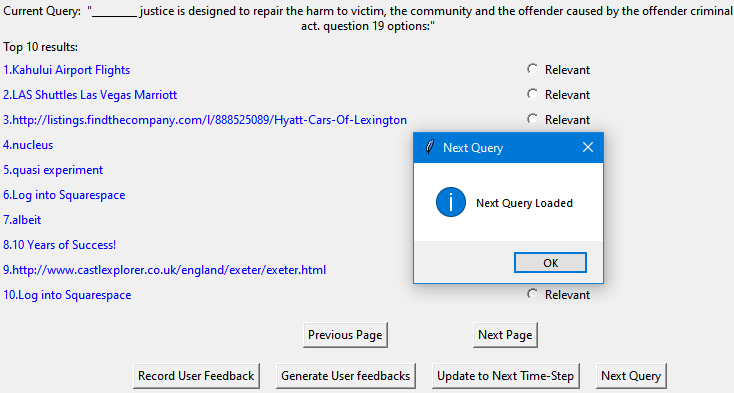 Current Query: "________ justice is designed to repair the harm to victim, the community and the offender caused by the offender criminal
act. question 19 options:"
Top 10 results:
1.Kahului Airport Flights Relevant
2.LAS Shuttles Las Vegas Marriott Relevant
3.http://listings.findthecompany.com/l/888525089/Hyatt-Cars-Of-Lexington Relevant
4.nucleus
5.quasi experiment
6.Log into Squarespace
7.albeit
8.10 Years of Success!
9.http://www.castlexplorer.co.uk/england/exeter/exeter.html
10.Log into Squarespace Relevant
Next Query
Next Query Loaded
OK
Previous Page Next Page
Record User Feedback Generate User feedbacks Update to Next Time-Step Next Query